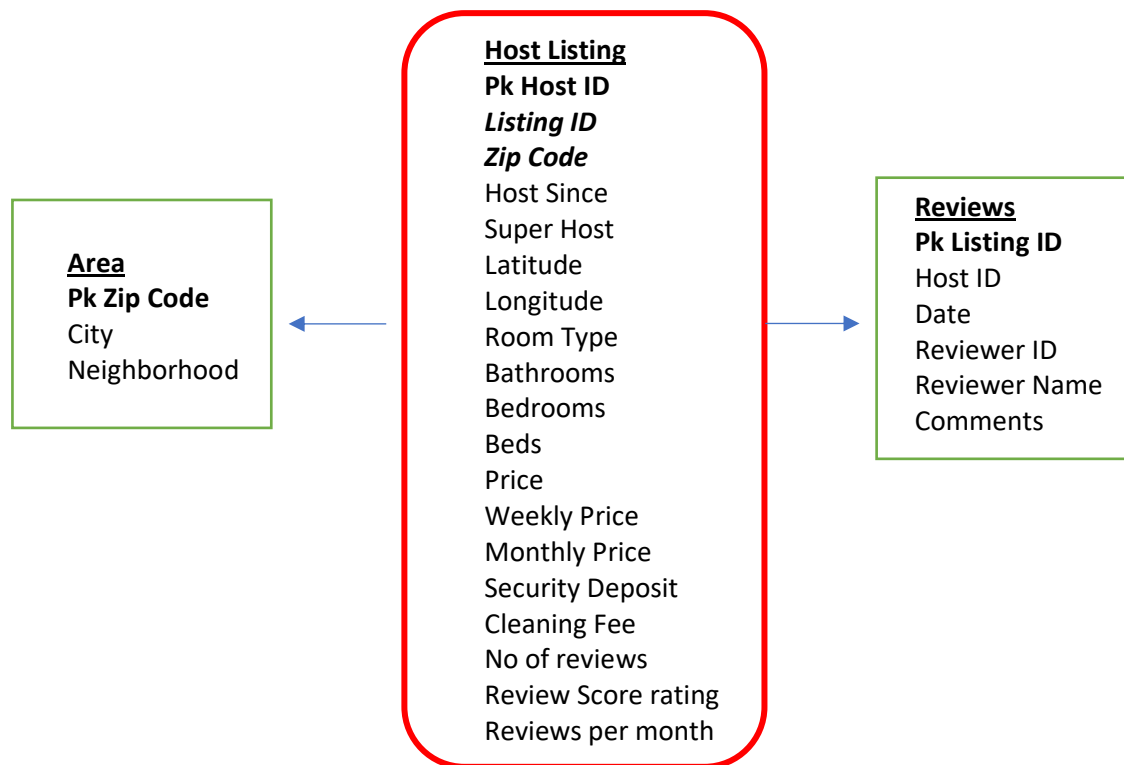 Area
Pk Zip Code
City
Neighborhood
Host Listing
Pk Host ID
Listing ID
Zip Code
Host Since
Super Host
Latitude
Longitude
Room Type
Bathrooms
Bedrooms
Beds
Price
Weekly Price
Monthly Price
Security Deposit
Cleaning Fee
No of reviews
Review Score rating
Reviews per month
Reviews
Pk Listing ID
Host ID
Date
Reviewer ID
Reviewer Name
Comments